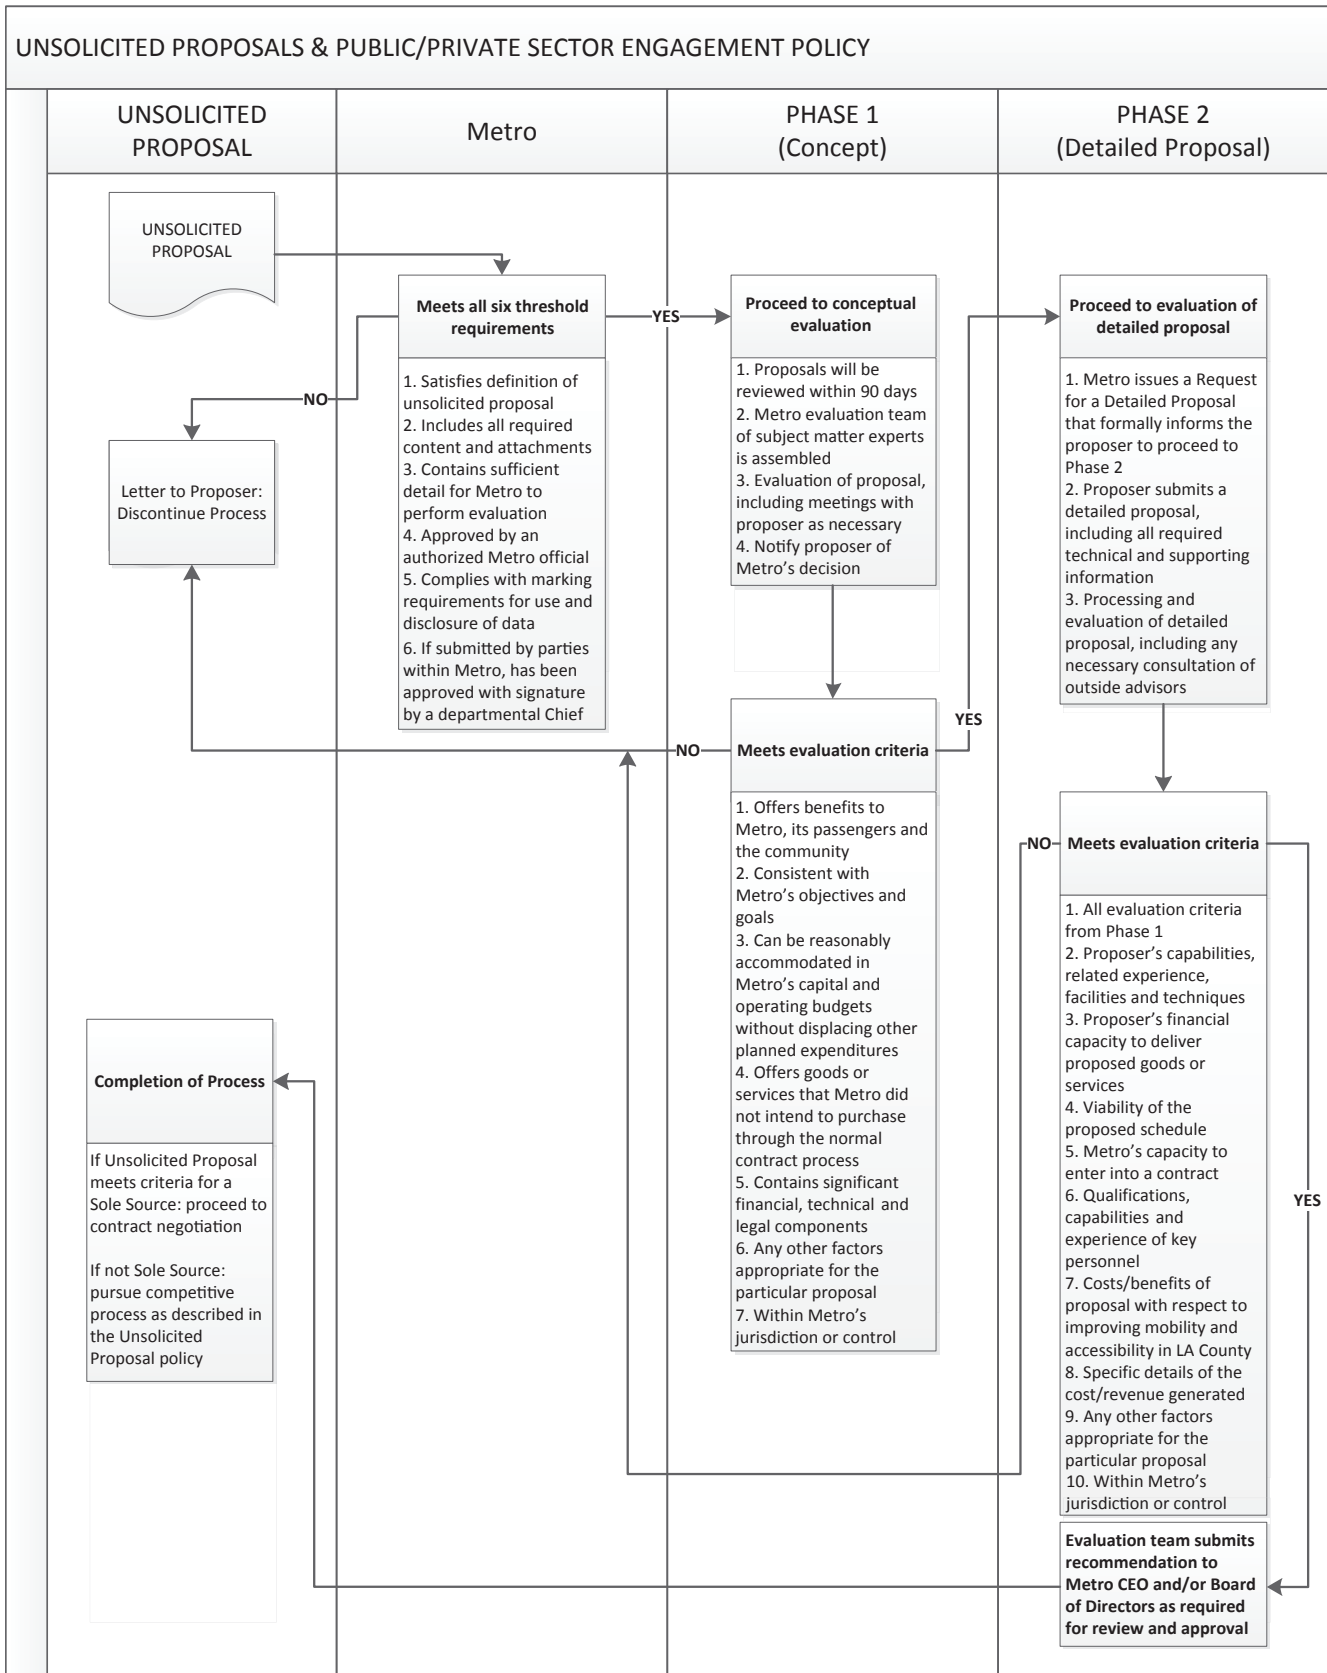 UNSOLICITED PROPOSALS & PUBLIC/PRIVATE SECTOR ENGAGEMENT POLICY
UNSOLICITED
PROPOSAL
Metro
PHASE 1
(Concept)
PHASE 2
(Detailed Proposal)
UNSOLICITED
PROPOSAL
Meets all six threshold
requirements
1. Satisfies definition of
unsolicited proposal
2. Includes all required
content and attachments
3. Contains sufficient
detail for Metro to
perform evaluation
4. Approved by an
authorized Metro official
5. Complies with marking
requirements for use and
disclosure of data
6. If submitted by parties
within Metro, has been
approved with signature
by a departmental Chief
NO
Letter to Proposer:
Discontinue Process
YES
Proceed to conceptual
evaluation
1. Proposals will be
reviewed within 90 days
2. Metro evaluation team
of subject matter experts
is assembled
3. Evaluation of proposal,
including meetings with
proposer as necessary
4. Notify proposer of
Metro’s decision
NO
Meets evaluation criteria
1. Offers benefits to
Metro, its passengers and
the community
2. Consistent with
Metro’s objectives and
goals
3. Can be reasonably
accommodated in
Metro’s capital and
operating budgets
without displacing other
planned expenditures
4. Offers goods or
services that Metro did
not intend to purchase
through the normal
contract process
5. Contains significant
financial, technical and
legal components
6. Any other factors
appropriate for the
particular proposal
7. Within Metro’s
jurisdiction or control
YES
Proceed to evaluation of
detailed proposal
1. Metro issues a Request
for a Detailed Proposal
that formally informs the
proposer to proceed to
Phase 2
2. Proposer submits a
detailed proposal,
including all required
technical and supporting
information
3. Processing and
evaluation of detailed
proposal, including any
necessary consultation of
outside advisors
NO
Meets evaluation criteria
1. All evaluation criteria
from Phase 1
2. Proposer’s capabilities,
related experience,
facilities and techniques
3. Proposer’s financial
capacity to deliver
proposed goods or
services
4. Viability of the
proposed schedule
5. Metro’s capacity to
enter into a contract
6. Qualifications,
capabilities and
experience of key
personnel
7. Costs/benefits of
proposal with respect to
improving mobility and
accessibility in LA County
8. Specific details of the
cost/revenue generated
9. Any other factors
appropriate for the
particular proposal
10. Within Metro’s
jurisdiction or control
YES
Evaluation team submits
recommendation to
Metro CEO and/or Board
of Directors as required
for review and approval
Completion of Process
If Unsolicited Proposal
meets criteria for a
Sole Source: proceed to
contract negotiation
If not Sole Source:
pursue competitive
process as described in
the Unsolicited
Proposal policy